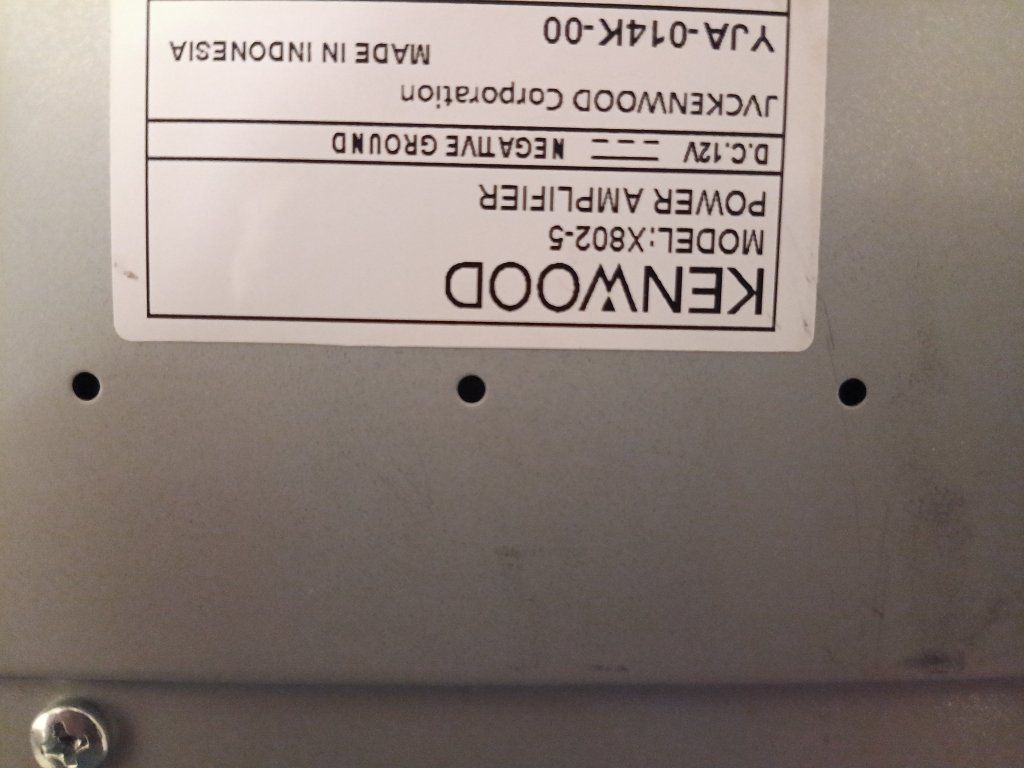 KENWOOD
MODEL:X802-5
POWER AMPLIFIER
D.C.12V NEGATIVE GROUND
JVCKENWOOD Corporation
YJA-014K-00 MADE IN INDONESIA